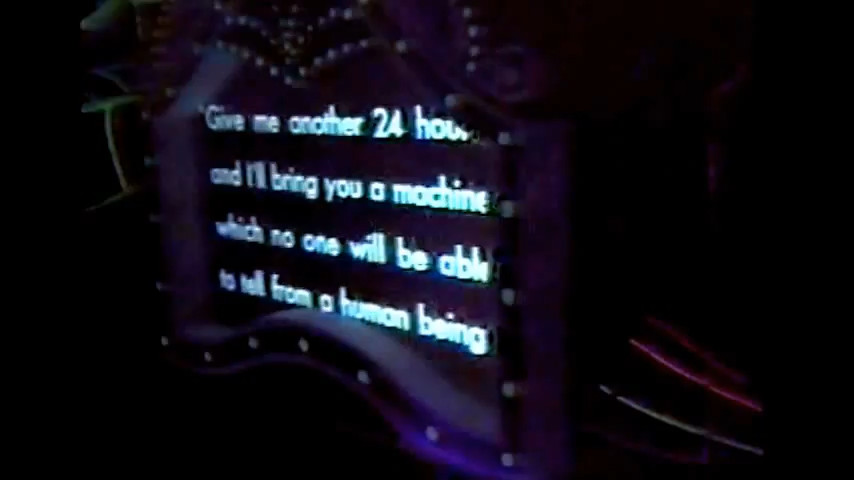 "Give me another 24 hou
and I'll bring you a machine
which no one will be able
to tell from a human being